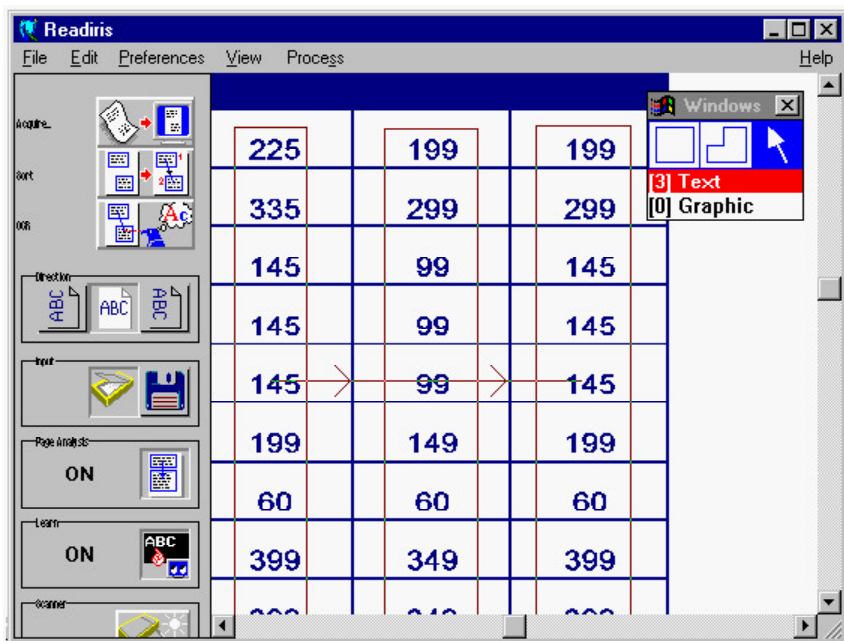 Readiris
File Edit Preferences View Process Help
Acquire...
Sort
OCR
Direction
ABC ABC ABC
Input
Page Analysis
ON
Learn
ON
ABC
Scanner
Windows
[3] Text
[0] Graphic
225 199 199
335 299 299
145 99 145
145 99 145
145 99 145
199 149 199
60 60 60
399 349 399